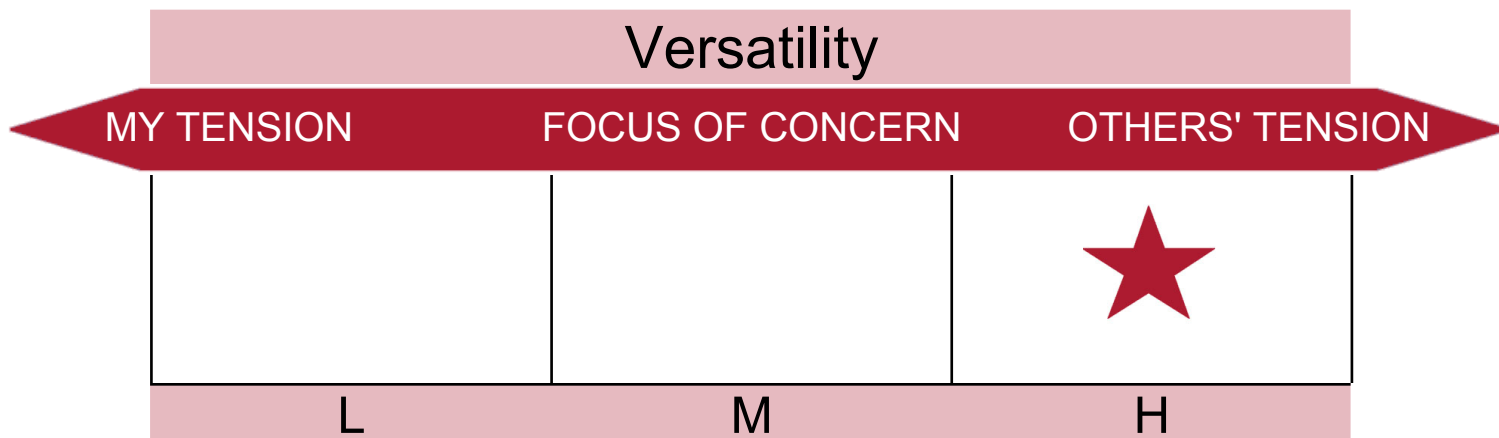 Versatility
MY TENSION FOCUS OF CONCERN OTHERS' TENSION
L M H